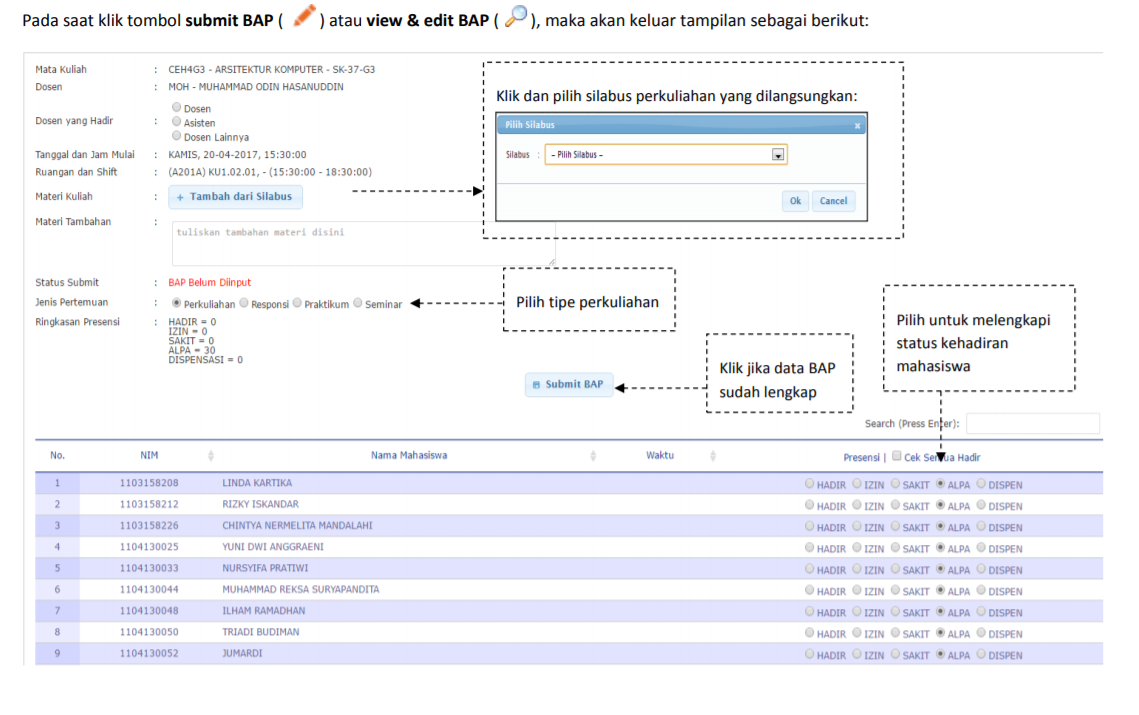 Pada saat klik tombol submit BAP ( ) atau view & edit BAP ( ), maka akan keluar tampilan sebagai berikut:
Mata Kuliah : CEH4G3 - ARSITEKTUR KOMPUTER - SK-37-G3
Dosen : MOH - MUHAMMAD ODIN HASANUDDIN
Dosen yang Hadir :
Dosen
Asisten
Dosen Lainnya
Tanggal dan Jam Mulai : KAMIS, 20-04-2017, 15:30:00
Ruangan dan Shift : (A201A) KU1.02.01, - (15:30:00 - 18:30:00)
Materi Kuliah : + Tambah dari Silabus
Klik dan pilih silabus perkuliahan yang dilangsungkan:
Pilih Silabus x
Silabus : - Pilih Silabus -
Ok Cancel
Materi Tambahan :
tuliskan tambahan materi disini
Status Submit : BAP Belum Diinput
Jenis Pertemuan : Perkuliahan Responsi Praktikum Seminar
Pilih tipe perkuliahan
Ringkasan Presensi : HADIR = 0
IZIN = 0
SAKIT = 0
ALPA = 30
DISPENSASI = 0
Submit BAP
Klik jika data BAP
sudah lengkap
Pilih untuk melengkapi
status kehadiran
mahasiswa
Search (Press Enter):
No. NIM Nama Mahasiswa Waktu Presensi | Cek Semua Hadir
1 1103158208 LINDA KARTIKA HADIR IZIN SAKIT ALPA DISPEN
2 1103158212 RIZKY ISKANDAR HADIR IZIN SAKIT ALPA DISPEN
3 1103158226 CHINTYA NERMELITA MANDALAHI HADIR IZIN SAKIT ALPA DISPEN
4 1104130025 YUNI DWI ANGGRAENI HADIR IZIN SAKIT ALPA DISPEN
5 1104130033 NURSYIFA PRATIWI HADIR IZIN SAKIT ALPA DISPEN
6 1104130044 MUHAMMAD REKSA SURYAPANDITA HADIR IZIN SAKIT ALPA DISPEN
7 1104130048 ILHAM RAMADHAN HADIR IZIN SAKIT ALPA DISPEN
8 1104130050 TRIADI BUDIMAN HADIR IZIN SAKIT ALPA DISPEN
9 1104130052 JUMARDI HADIR IZIN SAKIT ALPA DISPEN